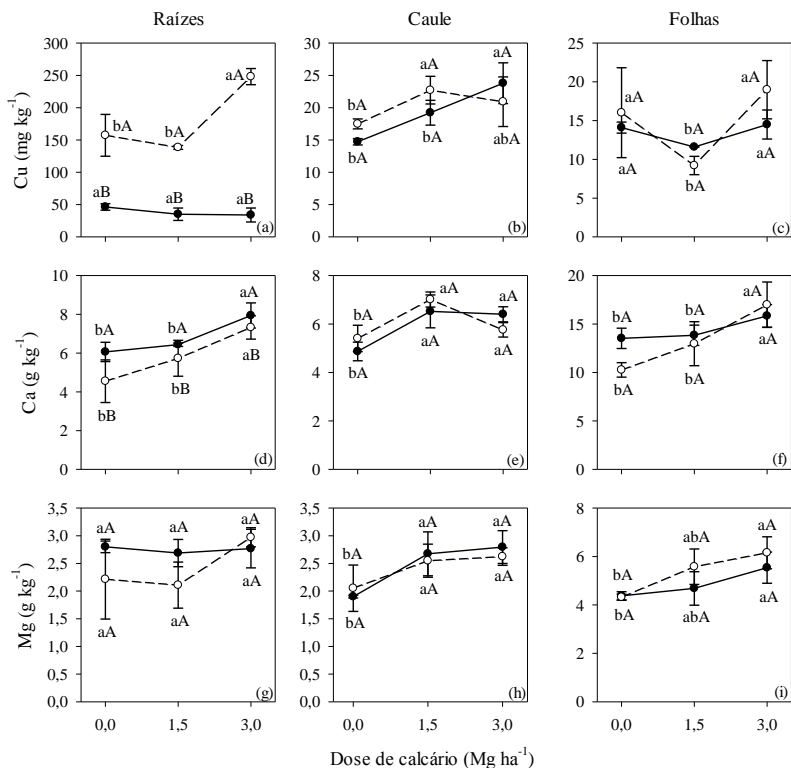 Raízes
Caule
Folhas
Cu (mg kg⁻¹)
300
250
200
150
100
50
0
bA
bA
aA
aB
aB
aB
(a)
30
25
20
15
10
5
0
bA
aA
aA
bA
bA
abA
(b)
25
20
15
10
5
0
aA
bA
aA
aA
bA
aA
(c)
Ca (g kg⁻¹)
10
8
6
4
2
0
bA
bA
aA
bB
bB
aB
(d)
8
6
4
2
0
bA
aA
aA
bA
aA
aA
(e)
20
15
10
5
0
bA
bA
aA
bA
bA
aA
(f)
Mg (g kg⁻¹)
3,5
3,0
2,5
2,0
1,5
1,0
0,5
0,0
aA
aA
aA
aA
aA
aA
(g)
3,5
3,0
2,5
2,0
1,5
1,0
0,5
0,0
bA
aA
aA
bA
aA
aA
(h)
8
6
4
2
0
bA
abA
aA
bA
abA
aA
(i)
0,0 1,5 3,0
0,0 1,5 3,0
0,0 1,5 3,0
Dose de calcário (Mg ha⁻¹)